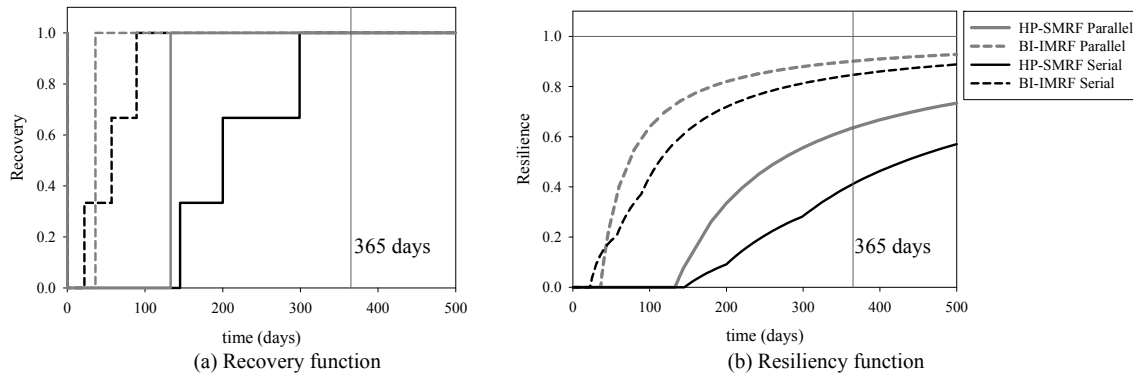 1.0
0.8
0.6
0.4
0.2
0.0
Recovery
365 days
0 100 200 300 400 500
time (days)
(a) Recovery function
1.0
0.8
0.6
0.4
0.2
0.0
Resilience
365 days
0 100 200 300 400 500
time (days)
(b) Resiliency function
HP-SMRF Parallel
BI-IMRF Parallel
HP-SMRF Serial
BI-IMRF Serial